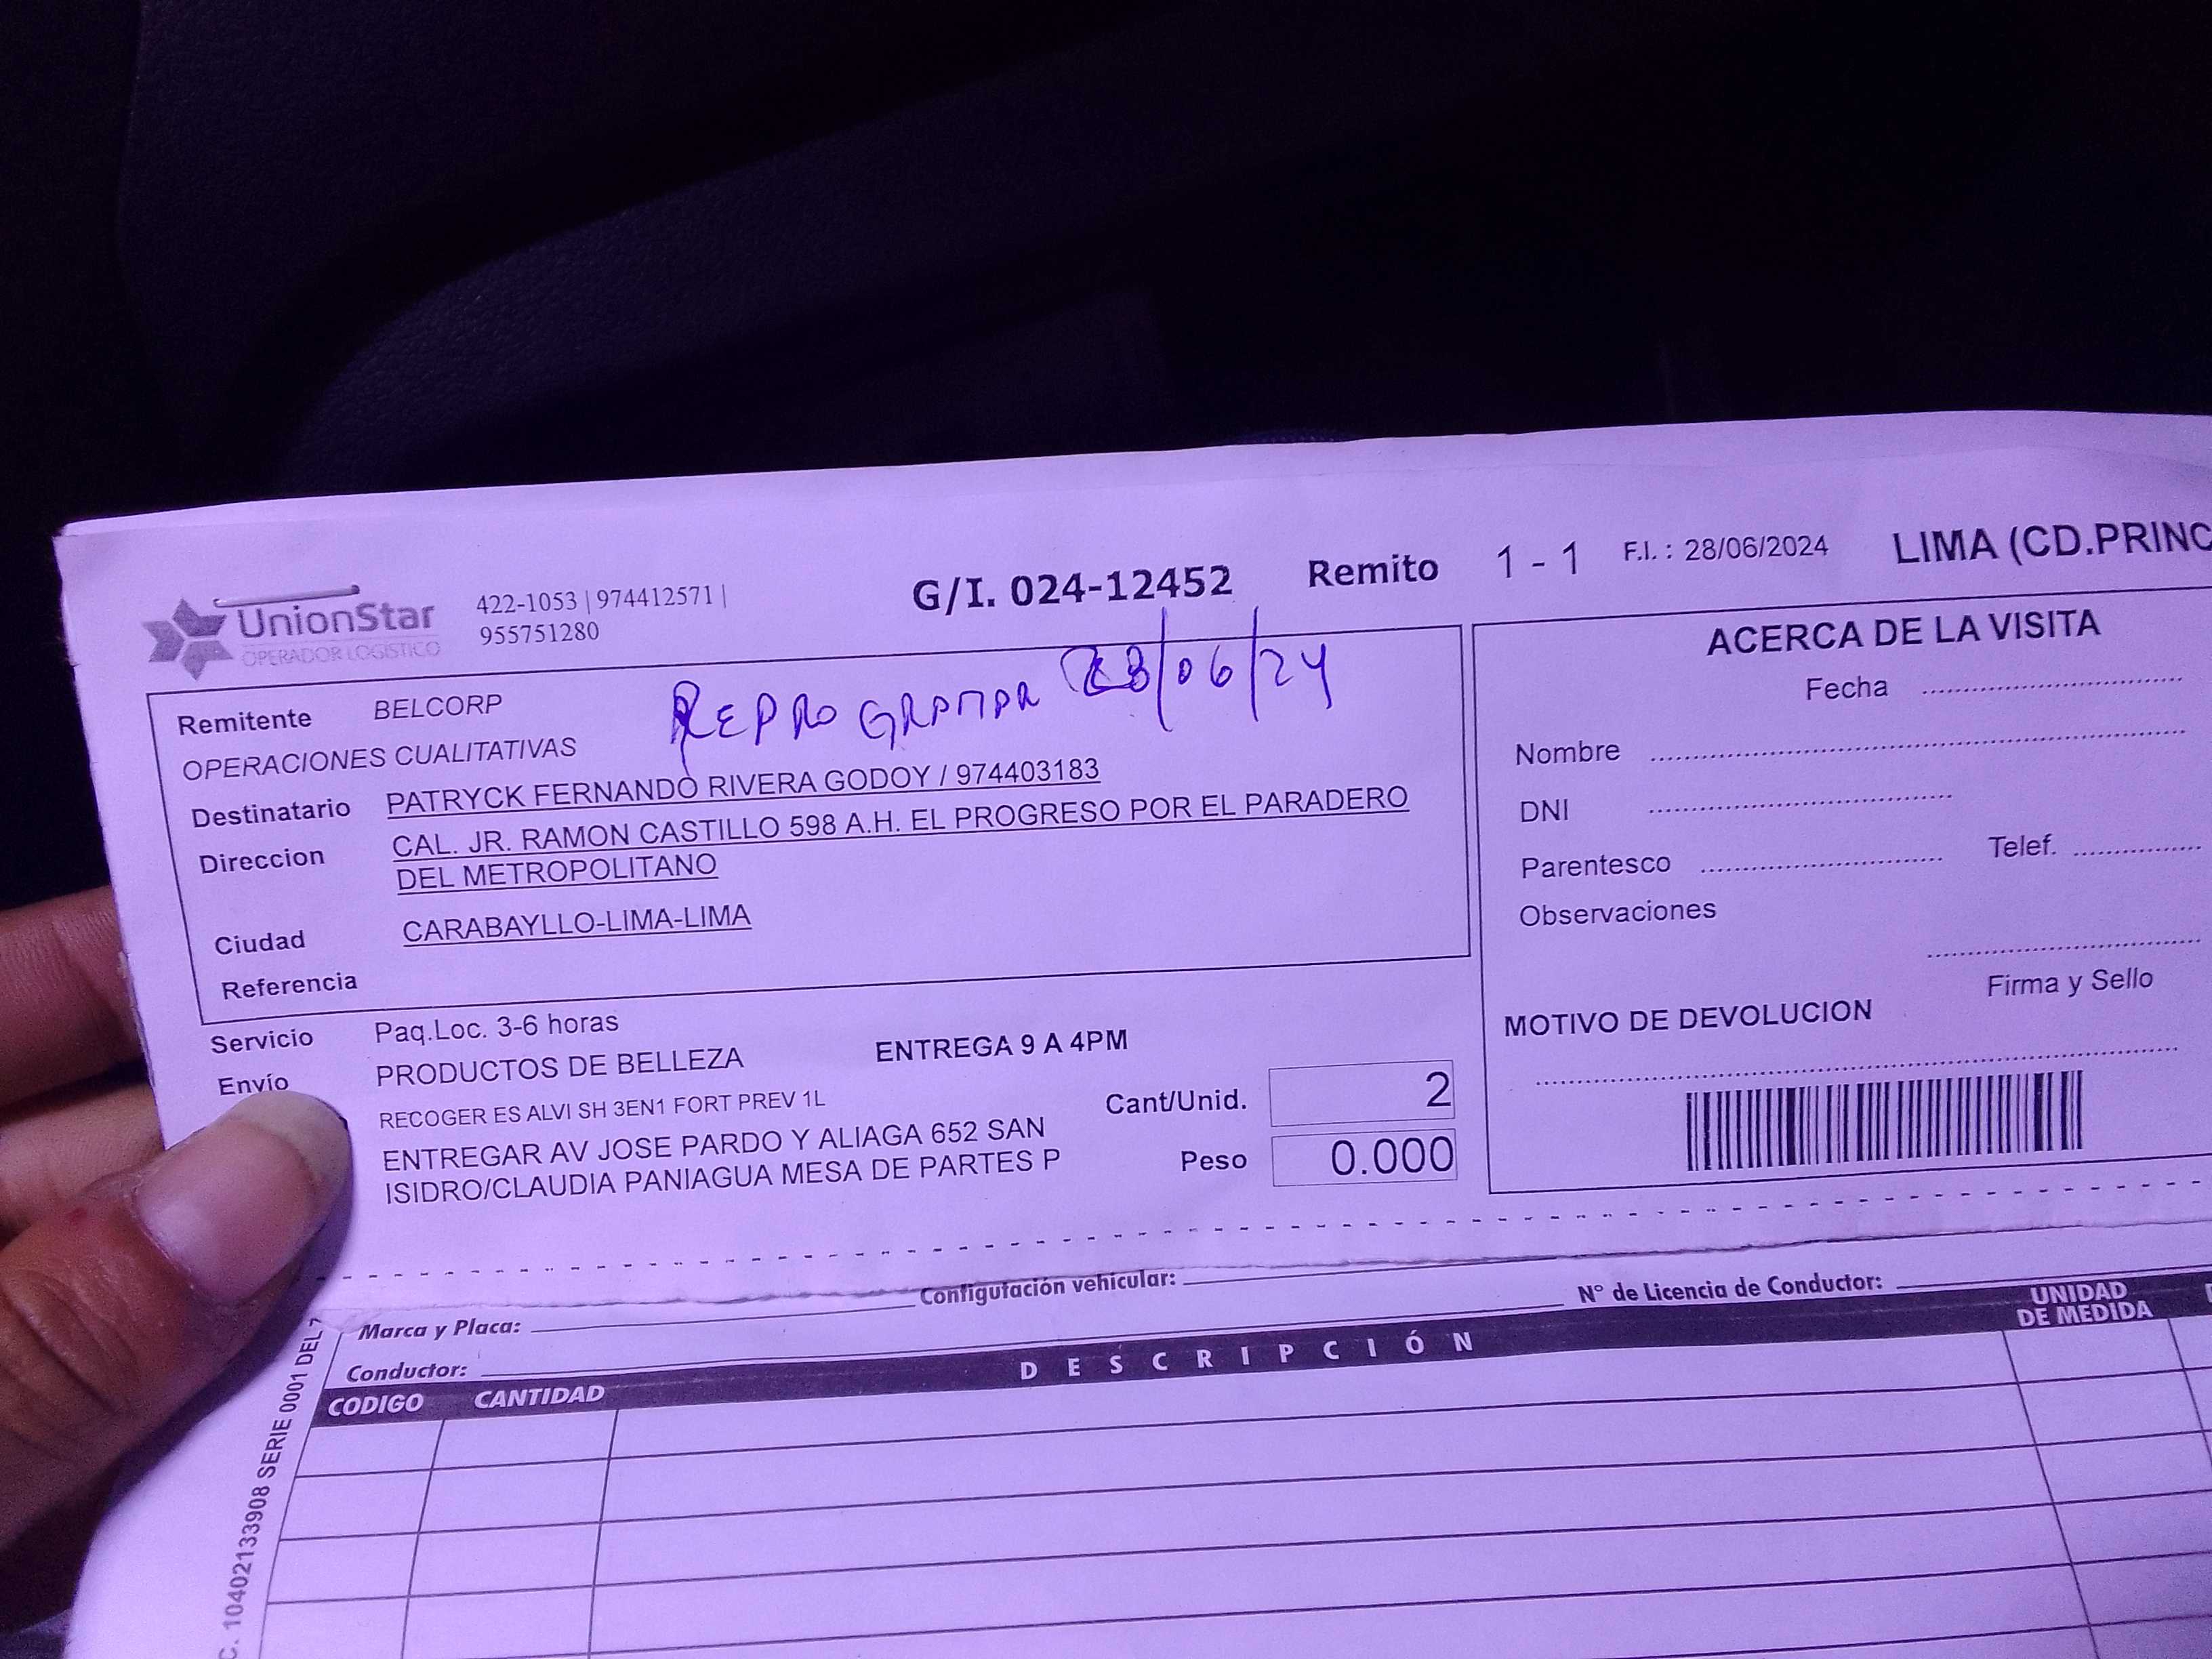 UnionStar
OPERADOR LOGISTICO
422-1053 | 974412571 |
955751280
G/I. 024-12452 Remito 1 - 1 F.I. : 28/06/2024 LIMA (CD.PRINC
REPROGRAMAR 28/06/24
Remitente BELCORP
OPERACIONES CUALITATIVAS
Destinatario PATRYCK FERNANDO RIVERA GODOY / 974403183
Direccion CAL. JR. RAMON CASTILLO 598 A.H. EL PROGRESO POR EL PARADERO
DEL METROPOLITANO
Ciudad CARABAYLLO-LIMA-LIMA
Referencia
Servicio Paq.Loc. 3-6 horas
Envío PRODUCTOS DE BELLEZA ENTREGA 9 A 4PM
RECOGER ES ALVI SH 3EN1 FORT PREV 1L
ENTREGAR AV JOSE PARDO Y ALIAGA 652 SAN
ISIDRO/CLAUDIA PANIAGUA MESA DE PARTES P
Cant/Unid. 2
Peso 0.000
ACERCA DE LA VISITA
Fecha
Nombre
DNI
Parentesco Telef.
Observaciones
Firma y Sello
MOTIVO DE DEVOLUCION
Marca y Placa: Configutación vehicular: N° de Licencia de Conductor:
Conductor:
CODIGO CANTIDAD DESCRIPCIÓN UNIDAD
DE MEDIDA
C. 10402133908 SERIE 0001 DEL